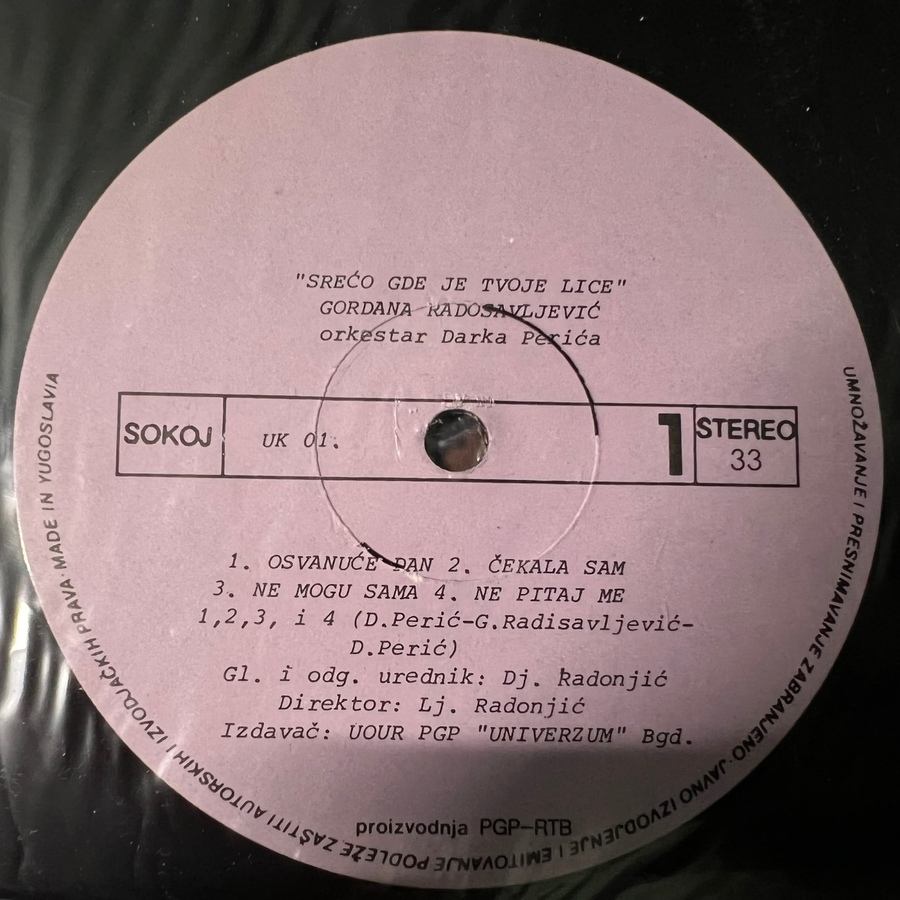 "SREĆO GDE JE TVOJE LICE"
GORDANA RADOSAVLJEVIĆ
orkestar Darka Perića
SOKOJ
UK 01.
1
STEREO
33
1. OSVANUĆE DAN 2. ČEKALA SAM
3. NE MOGU SAMA 4. NE PITAJ ME
1,2,3, i 4 (D.Perić-G.Radisavljević-
D.Perić)
Gl. i odg. urednik: Dj. Radonjić
Direktor: Lj. Radonjić
Izdavač: UOUR PGP "UNIVERZUM" Bgd.
proizvodnja PGP-RTB
UMNOŽAVANJE I PRESNIMAVANJE ZABRANJENO·JAVNO IZVODJENJE I EMITOVANJE PODLEŽE ZAŠTITI AUTORSKIH I IZVODJAČKIH PRAVA·MADE IN YUGOSLAVIA